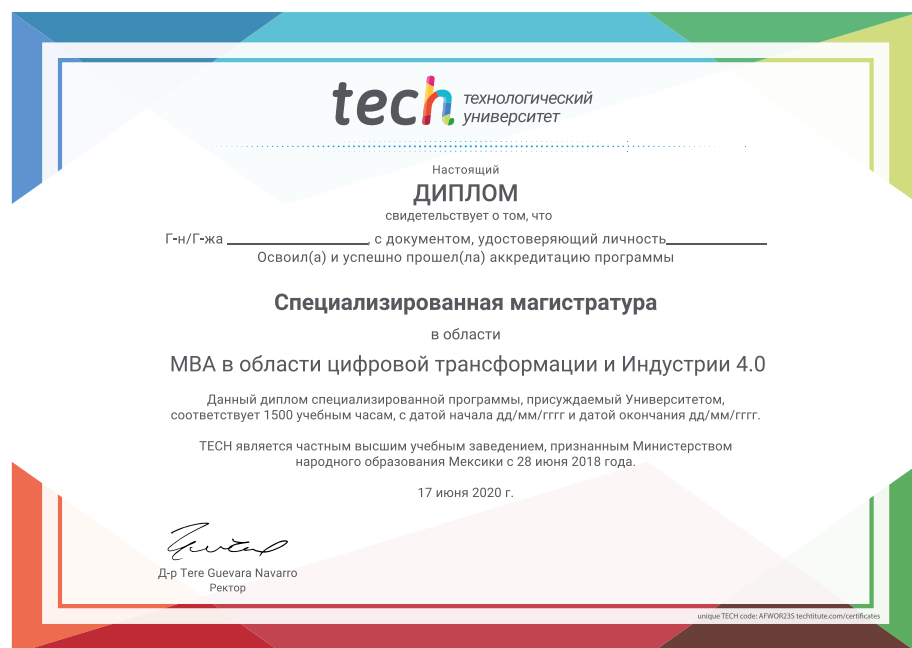 tech технологический
университет
Настоящий
ДИПЛОМ
свидетельствует о том, что
Г-н/Г-жа ____________________, с документом, удостоверяющий личность______________
Освоил(а) и успешно прошел(ла) аккредитацию программы
Специализированная магистратура
в области
MBA в области цифровой трансформации и Индустрии 4.0
Данный диплом специализированной программы, присуждаемый Университетом,
соответствует 1500 учебным часам, с датой начала дд/мм/гггг и датой окончания дд/мм/гггг.
TECH является частным высшим учебным заведением, признанным Министерством
народного образования Мексики с 28 июня 2018 года.
17 июня 2020 г.
Д-р Tere Guevara Navarro
Ректор
unique TECH code: AFWOR23S techtitute.com/certificates